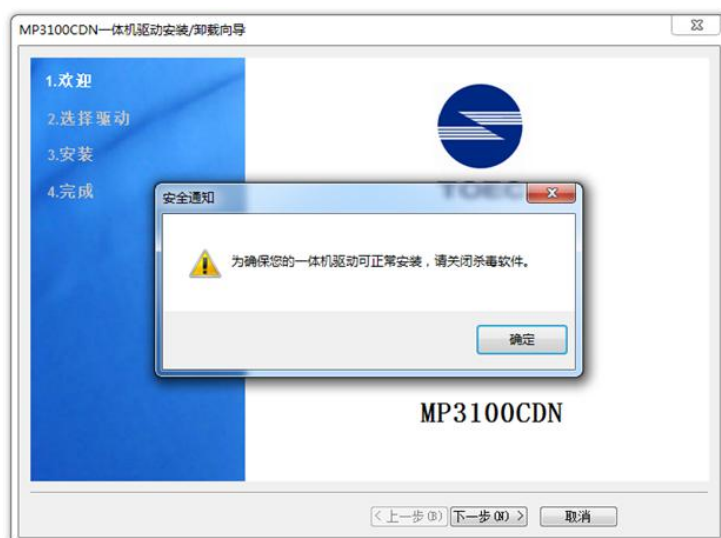 MP3100CDN一体机驱动安装/卸载向导
1.欢迎
2.选择驱动
3.安装
4.完成
TOEC
安全通知
为确保您的一体机驱动可正常安装，请关闭杀毒软件。
确定
MP3100CDN
< 上一步(B)
下一步(N) >
取消